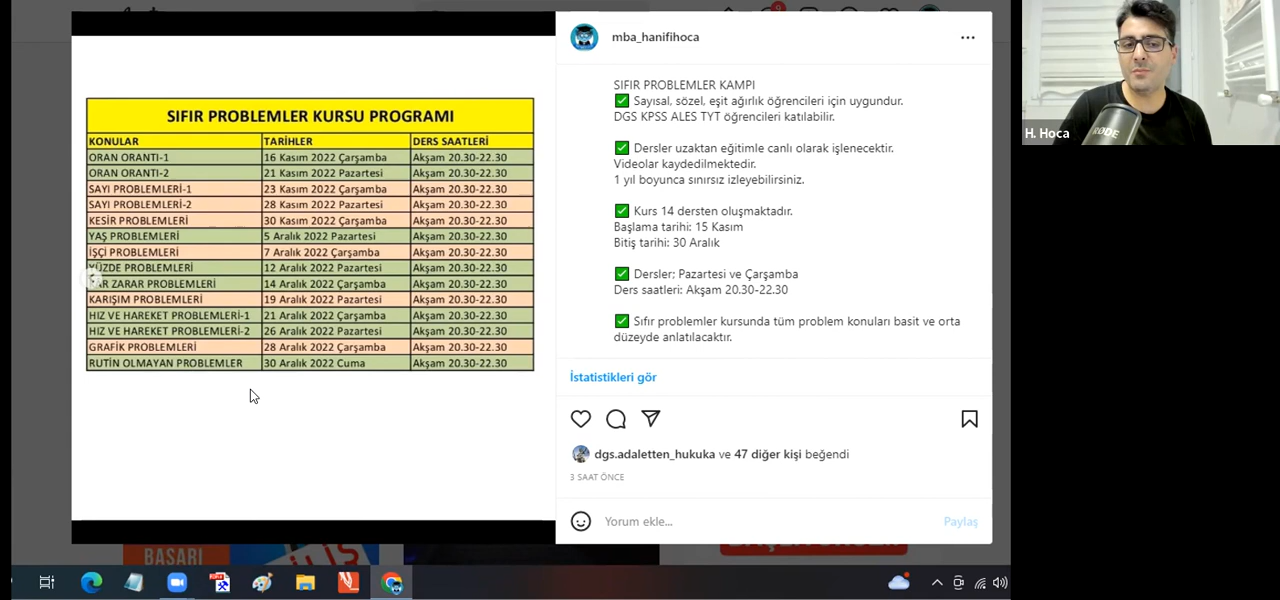 SIFIR PROBLEMLER KURSU PROGRAMI
KONULAR TARİHLER DERS SAATLERİ
ORAN ORANTI-1 16 Kasım 2022 Çarşamba Akşam 20.30-22.30
ORAN ORANTI-2 21 Kasım 2022 Pazartesi Akşam 20.30-22.30
SAYI PROBLEMLERİ-1 23 Kasım 2022 Çarşamba Akşam 20.30-22.30
SAYI PROBLEMLERİ-2 28 Kasım 2022 Pazartesi Akşam 20.30-22.30
KESİR PROBLEMLERİ 30 Kasım 2022 Çarşamba Akşam 20.30-22.30
YAŞ PROBLEMLERİ 5 Aralık 2022 Pazartesi Akşam 20.30-22.30
İŞÇİ PROBLEMLERİ 7 Aralık 2022 Çarşamba Akşam 20.30-22.30
YÜZDE PROBLEMLERİ 12 Aralık 2022 Pazartesi Akşam 20.30-22.30
ZARAR PROBLEMLERİ 14 Aralık 2022 Çarşamba Akşam 20.30-22.30
KARIŞIM PROBLEMLERİ 19 Aralık 2022 Pazartesi Akşam 20.30-22.30
HIZ VE HAREKET PROBLEMLERİ-1 21 Aralık 2022 Çarşamba Akşam 20.30-22.30
HIZ VE HAREKET PROBLEMLERİ-2 26 Aralık 2022 Pazartesi Akşam 20.30-22.30
GRAFİK PROBLEMLERİ 28 Aralık 2022 Çarşamba Akşam 20.30-22.30
RUTİN OLMAYAN PROBLEMLER 30 Aralık 2022 Cuma Akşam 20.30-22.30
mba_hanifihoca
SIFIR PROBLEMLER KAMPI
✅ Sayısal, sözel, eşit ağırlık öğrencileri için uygundur.
DGS KPSS ALES TYT öğrencileri katılabilir.
✅ Dersler uzaktan eğitimle canlı olarak işlenecektir.
Videolar kaydedilmektedir.
1 yıl boyunca sınırsız izleyebilirsiniz.
✅ Kurs 14 dersten oluşmaktadır.
Başlama tarihi: 15 Kasım
Bitiş tarihi: 30 Aralık
✅ Dersler; Pazartesi ve Çarşamba
Ders saatleri: Akşam 20.30-22.30
✅ Sıfır problemler kursunda tüm problem konuları basit ve orta
düzeyde anlatılacaktır.
İstatistikleri gör
dgs.adaletten_hukuka ve 47 diğer kişi beğendi
3 SAAT ÖNCE
Yorum ekle...
Paylaş
H. Hoca
RØDE
BAŞARI